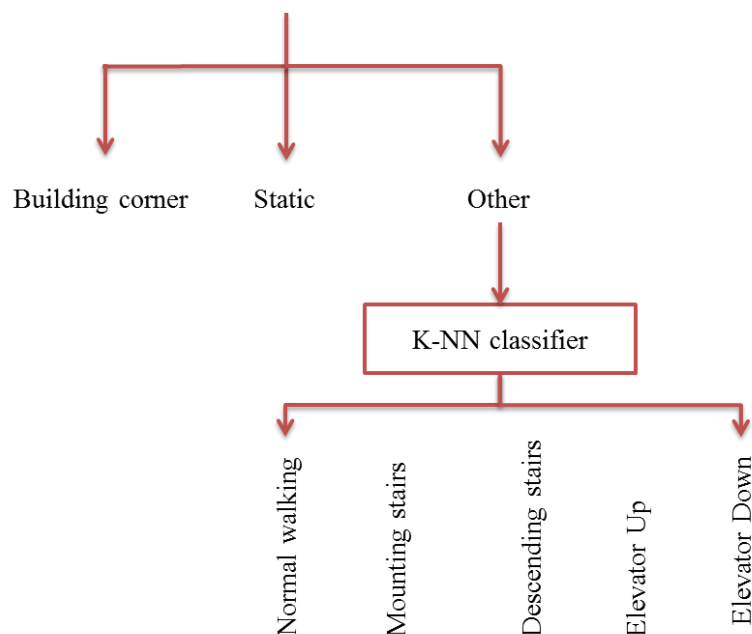 Building corner
Static
Other
K-NN classifier
Normal walking
Mounting stairs
Descending stairs
Elevator Up
Elevator Down